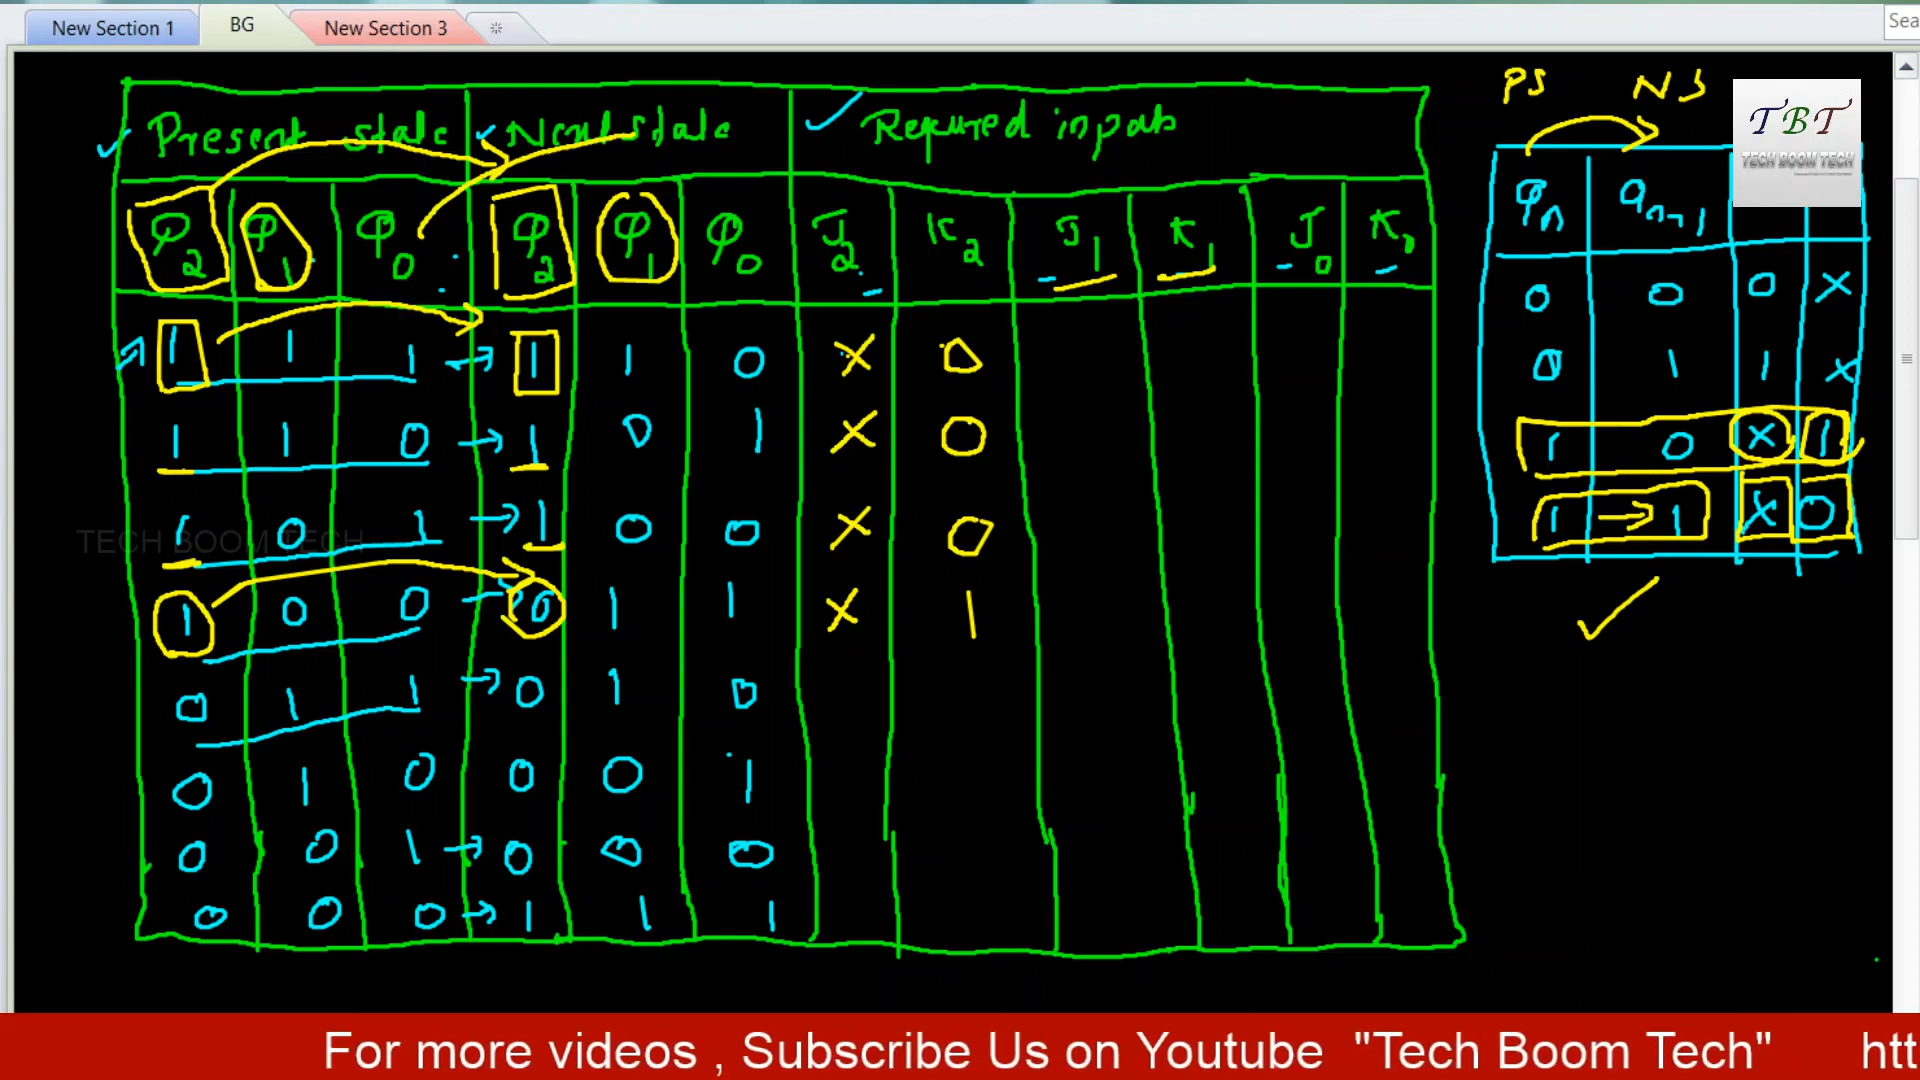 New Section 1 BG New Section 3
Sea
Present state Next state Required inputs
PS NS
TBT
TECH BOOM TECH
Q2 Q1 Q0 Q2 Q1 Q0 J2 K2 J1 K1 J0 K0
Qn Qn+1
0 0 0 X
0 1 1 X
1 0 X 1
1 → 1 X 0
1 1 1 → 1 1 0 X 0
1 1 0 → 1 0 1 X 0
1 0 1 → 1 0 0 X 0
TECH BOOM TECH
1 0 0 → 0 1 1 X 1
0 1 1 → 0 1 0
0 1 0 0 0 1
0 0 1 → 0 0 0
0 0 0 → 1 1 1
For more videos , Subscribe Us on Youtube "Tech Boom Tech" htt